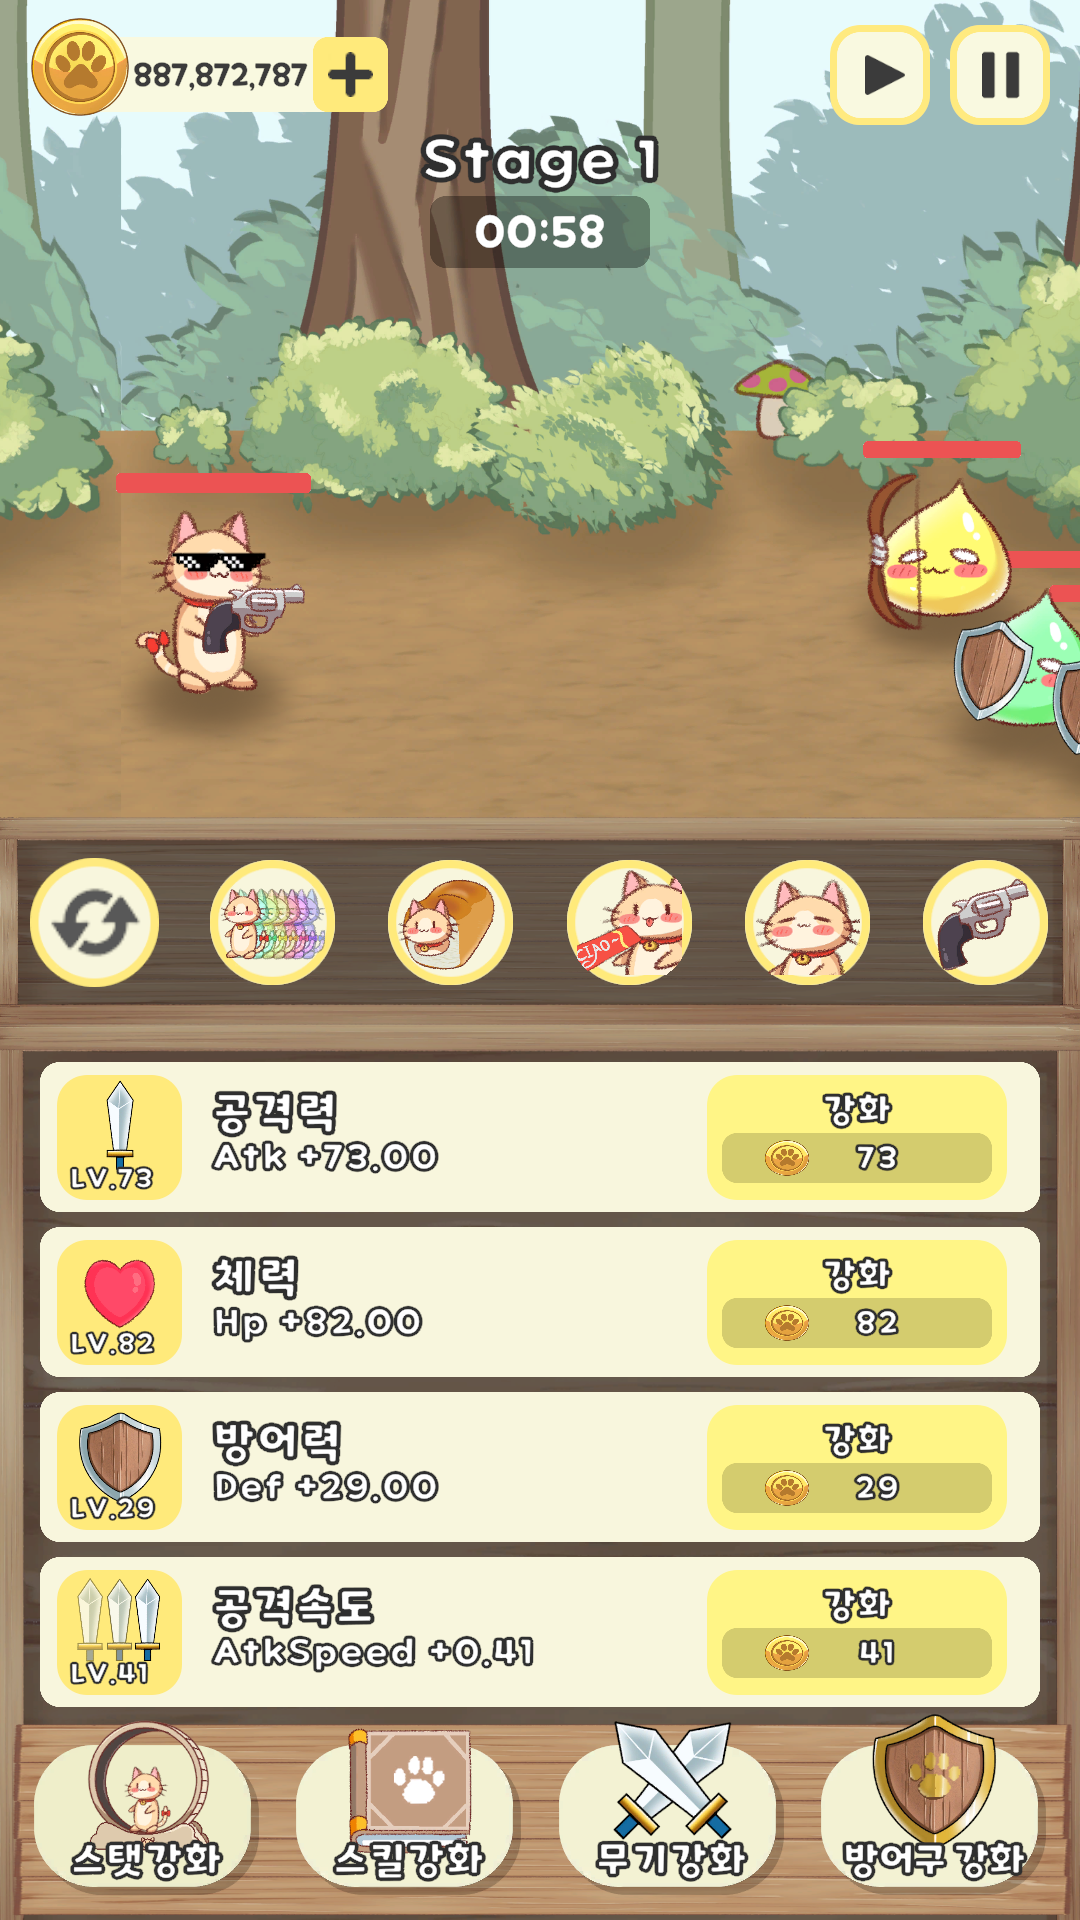 887,872,787
Stage 1
00:58
CIAO~
공격력
Atk +73.00
LV.73
강화
73
체력
Hp +82.00
LV.82
강화
82
방어력
Def +29.00
LV.29
강화
29
공격속도
AtkSpeed +0.41
LV.41
강화
41
스탯강화
스킬강화
무기강화
방어구 강화